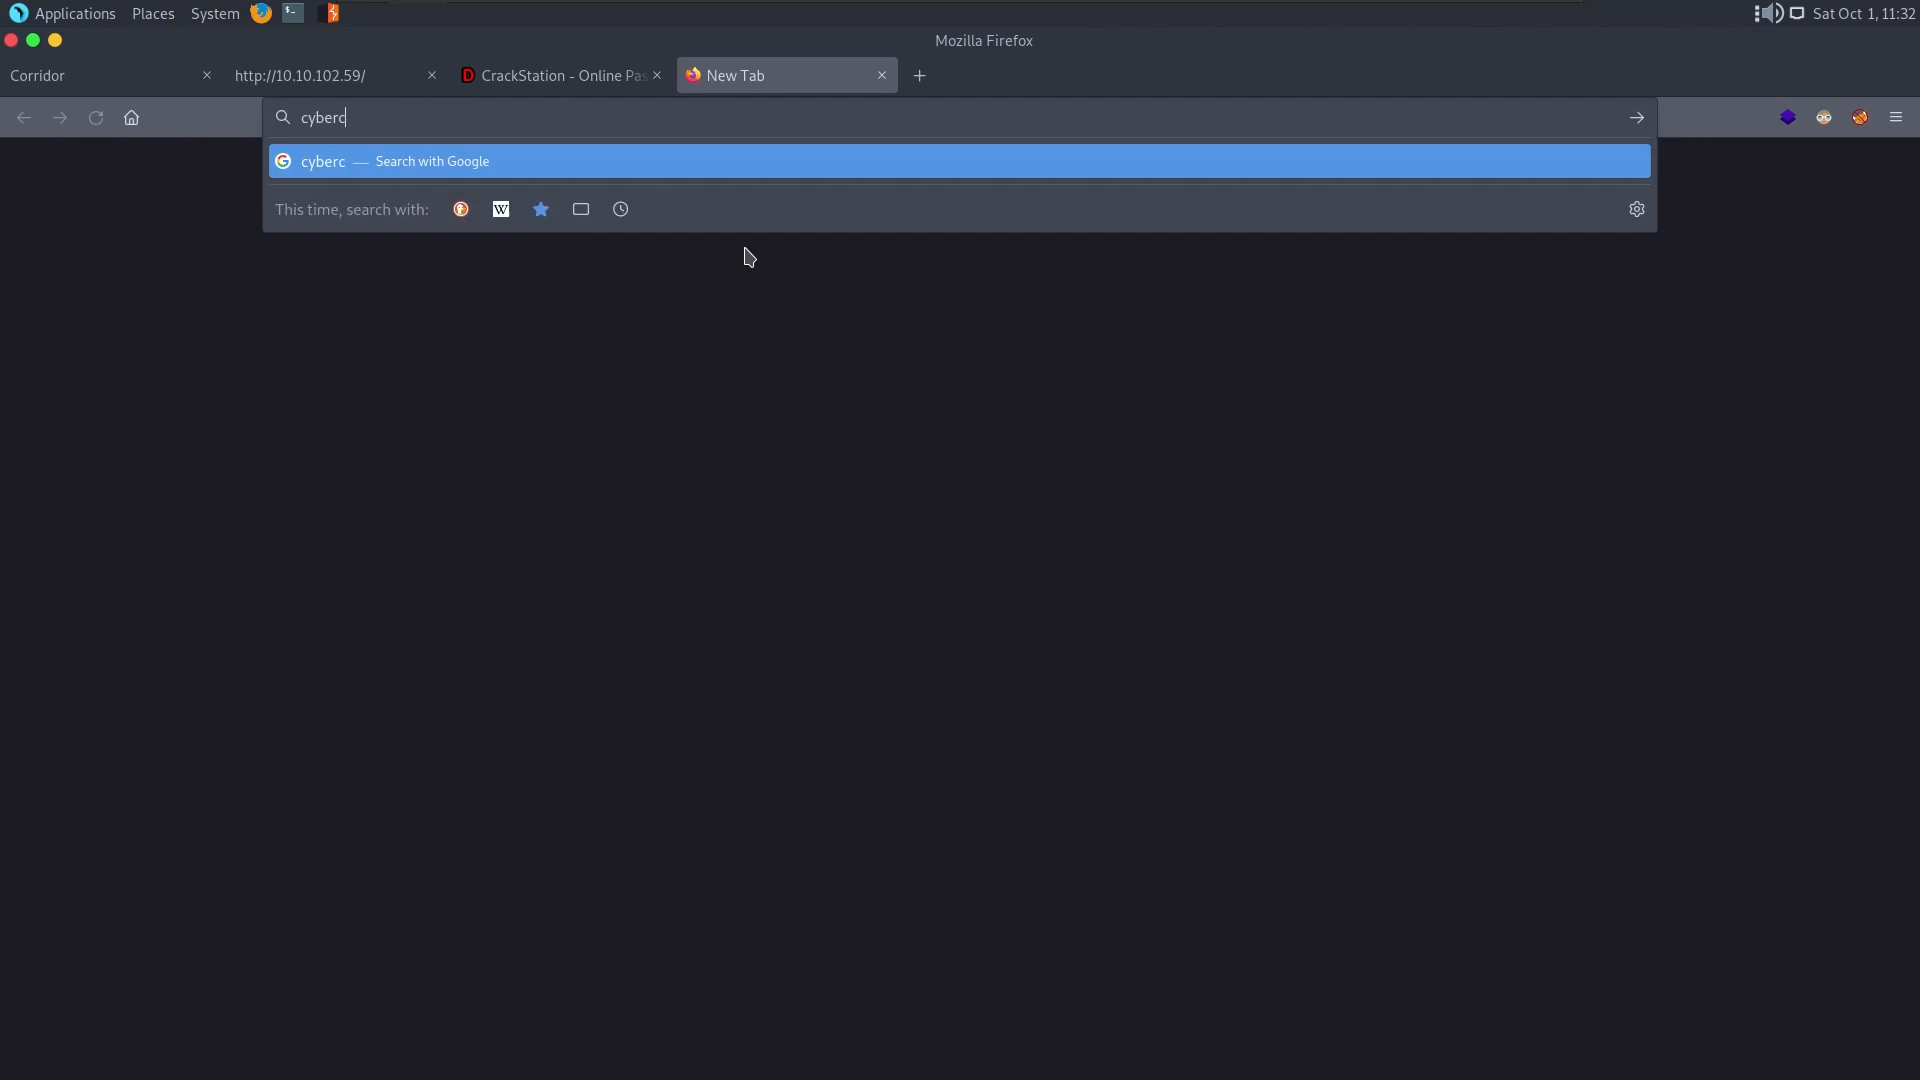 Applications Places System Sat Oct 1, 11:32
Mozilla Firefox
Corridor http://10.10.102.59/ CrackStation - Online Pas New Tab
cyberc
cyberc — Search with Google
This time, search with: W